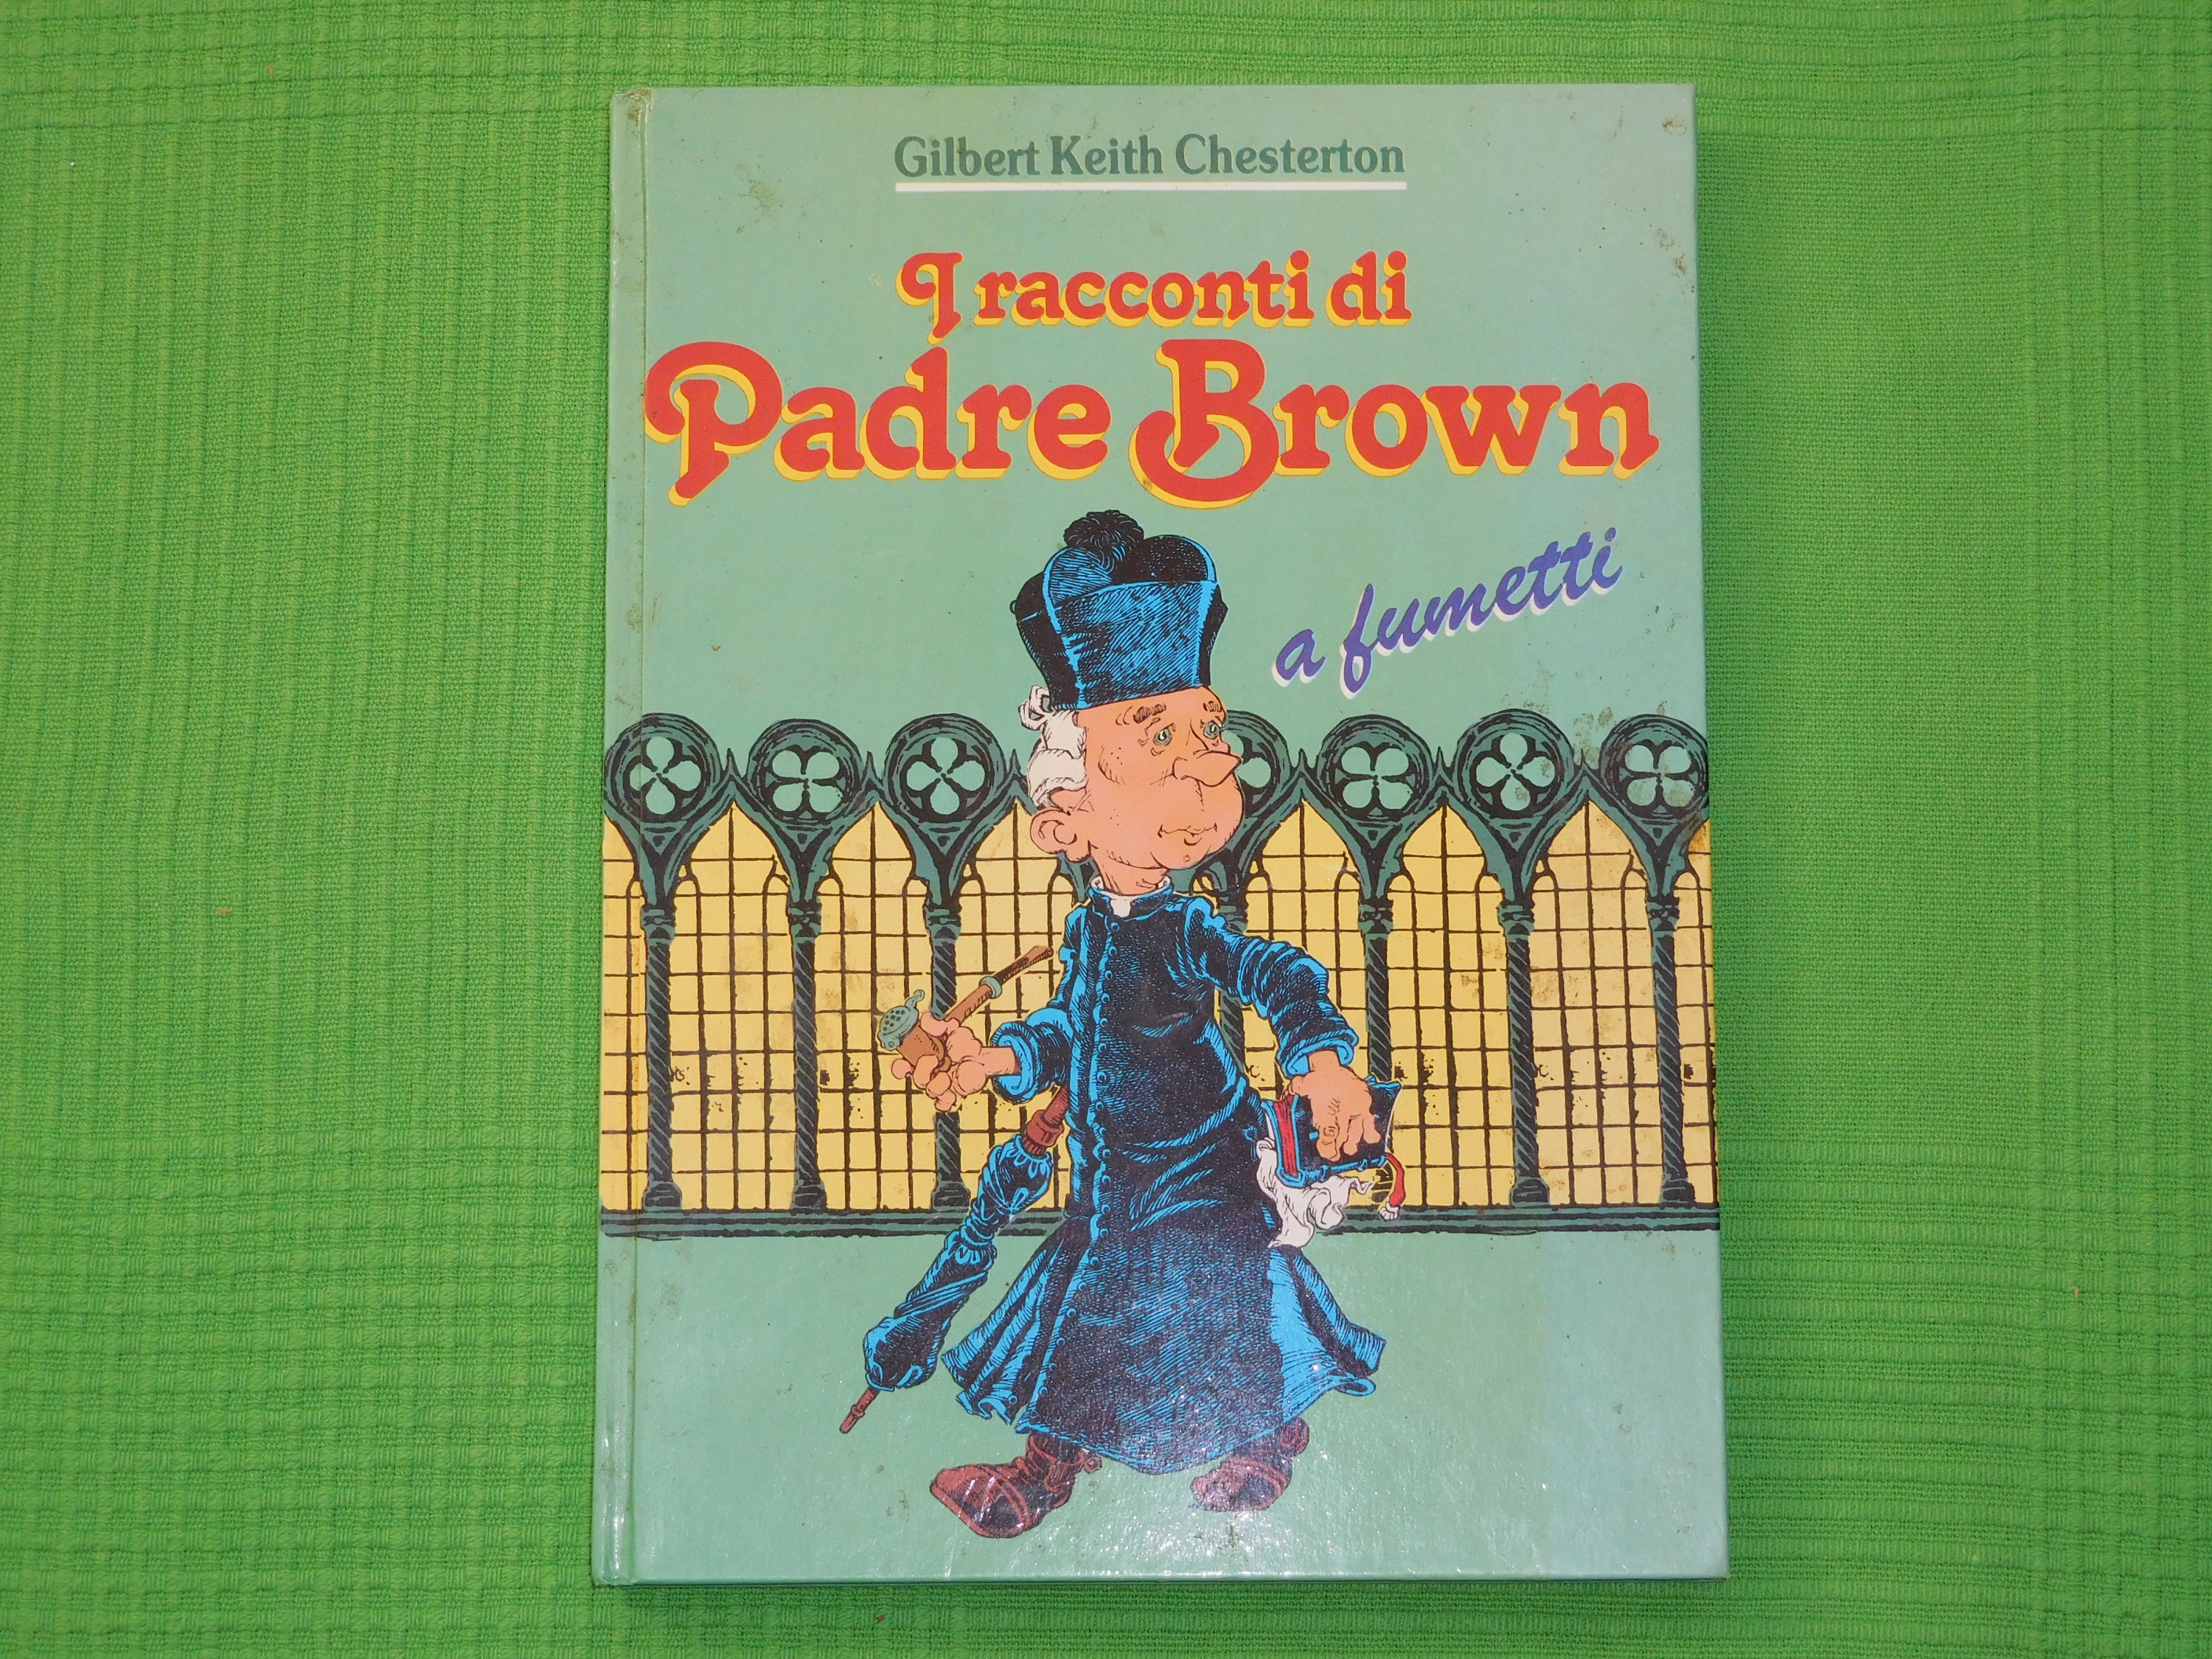 Gilbert Keith Chesterton
I racconti di
Padre Brown
a fumetti